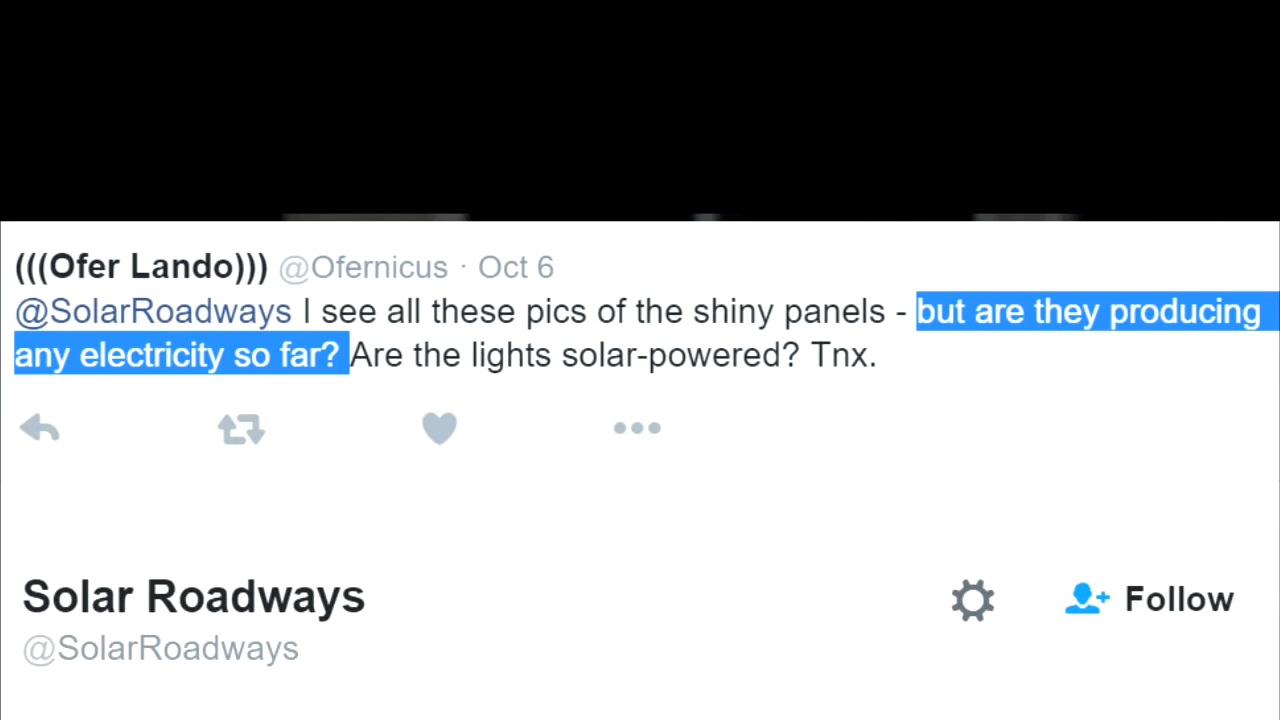 (((Ofer Lando))) @Ofernicus · Oct 6
@SolarRoadways I see all these pics of the shiny panels - but are they producing
any electricity so far? Are the lights solar-powered? Tnx.
Solar Roadways
Follow
@SolarRoadways